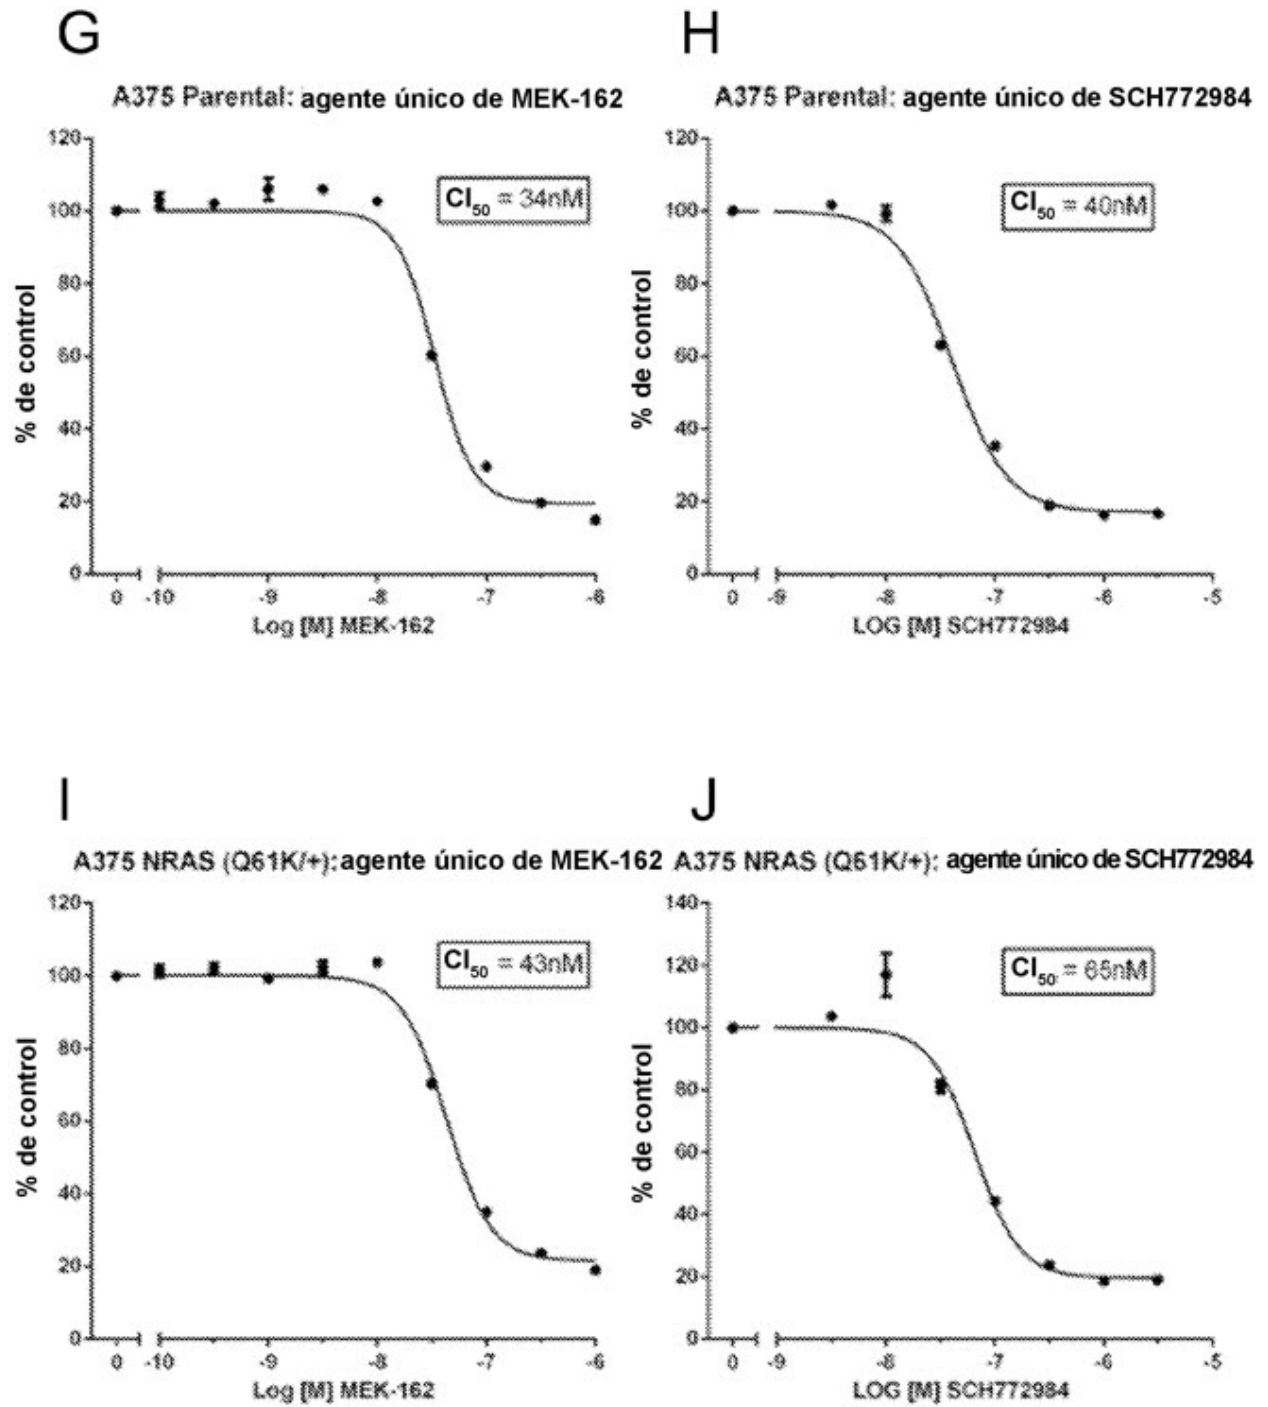 G
A375 Parental: agente único de MEK-162
CI50 = 34nM
% de control
120
100
80
60
40
20
0
0 -10 -9 -8 -7 -6
Log [M] MEK-162
H
A375 Parental: agente único de SCH772984
CI50 = 40nM
% de control
120
100
80
60
40
20
0
0 -9 -8 -7 -6 -5
LOG [M] SCH772984
I
A375 NRAS (Q61K/+): agente único de MEK-162
CI50 = 43nM
% de control
120
100
80
60
40
20
0
0 -10 -9 -8 -7 -6
Log [M] MEK-162
J
A375 NRAS (Q61K/+): agente único de SCH772984
CI50 = 65nM
% de control
140
120
100
80
60
40
20
0
0 -9 -8 -7 -6 -5
LOG [M] SCH772984